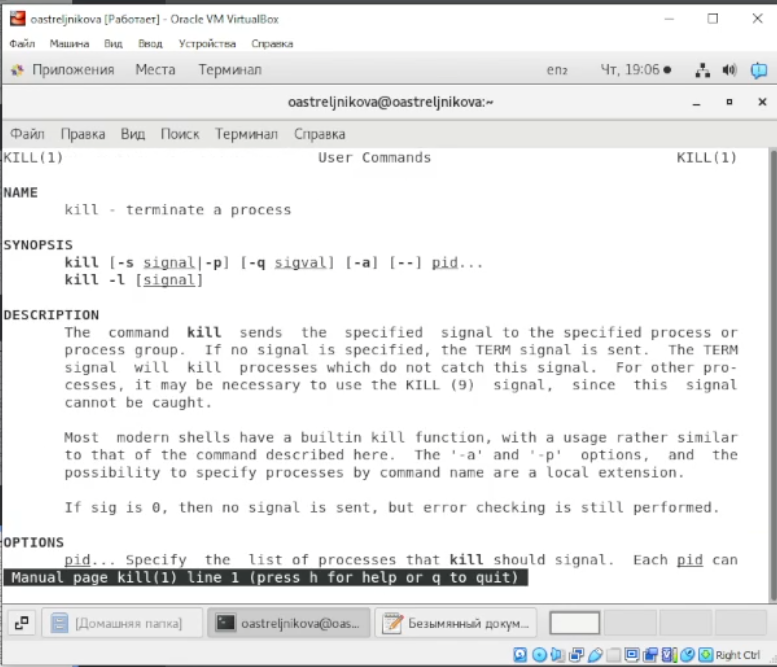 oastreljnikova [Работает] - Oracle VM VirtualBox
Файл Машина Вид Ввод Устройства Справка
Приложения Места Терминал en₂ Чт, 19:06
oastreljnikova@oastreljnikova:~
Файл Правка Вид Поиск Терминал Справка
KILL(1) User Commands KILL(1)
NAME
kill - terminate a process
SYNOPSIS
kill [-s signal|-p] [-q sigval] [-a] [--] pid...
kill -l [signal]
DESCRIPTION
The command kill sends the specified signal to the specified process or
process group. If no signal is specified, the TERM signal is sent. The TERM
signal will kill processes which do not catch this signal. For other pro-
cesses, it may be necessary to use the KILL (9) signal, since this signal
cannot be caught.
Most modern shells have a builtin kill function, with a usage rather similar
to that of the command described here. The '-a' and '-p' options, and the
possibility to specify processes by command name are a local extension.
If sig is 0, then no signal is sent, but error checking is still performed.
OPTIONS
pid... Specify the list of processes that kill should signal. Each pid can
Manual page kill(1) line 1 (press h for help or q to quit)
[Домашняя папка] oastreljnikova@oas... Безымянный докум...
Right Ctrl